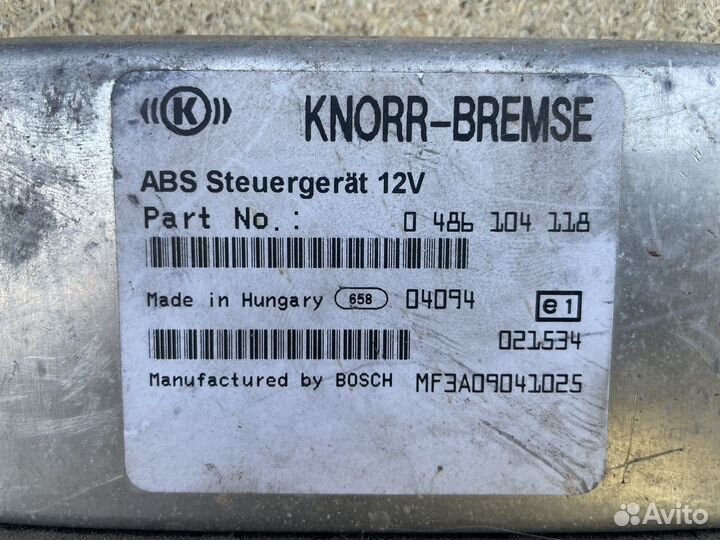 ((K)) KNORR-BREMSE
ABS Steuergerät 12V
Part No.: 0 486 104 118
Made in Hungary 658 04094 e1
021534
Manufactured by BOSCH MF3A09041025
Avito